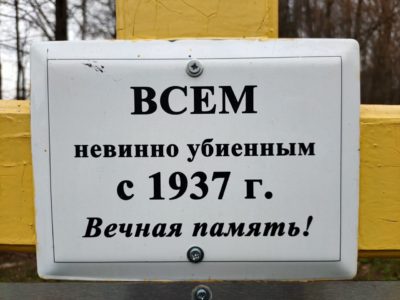 ВСЕМ
невинно убиенным
с 1937 г.
Вечная память!